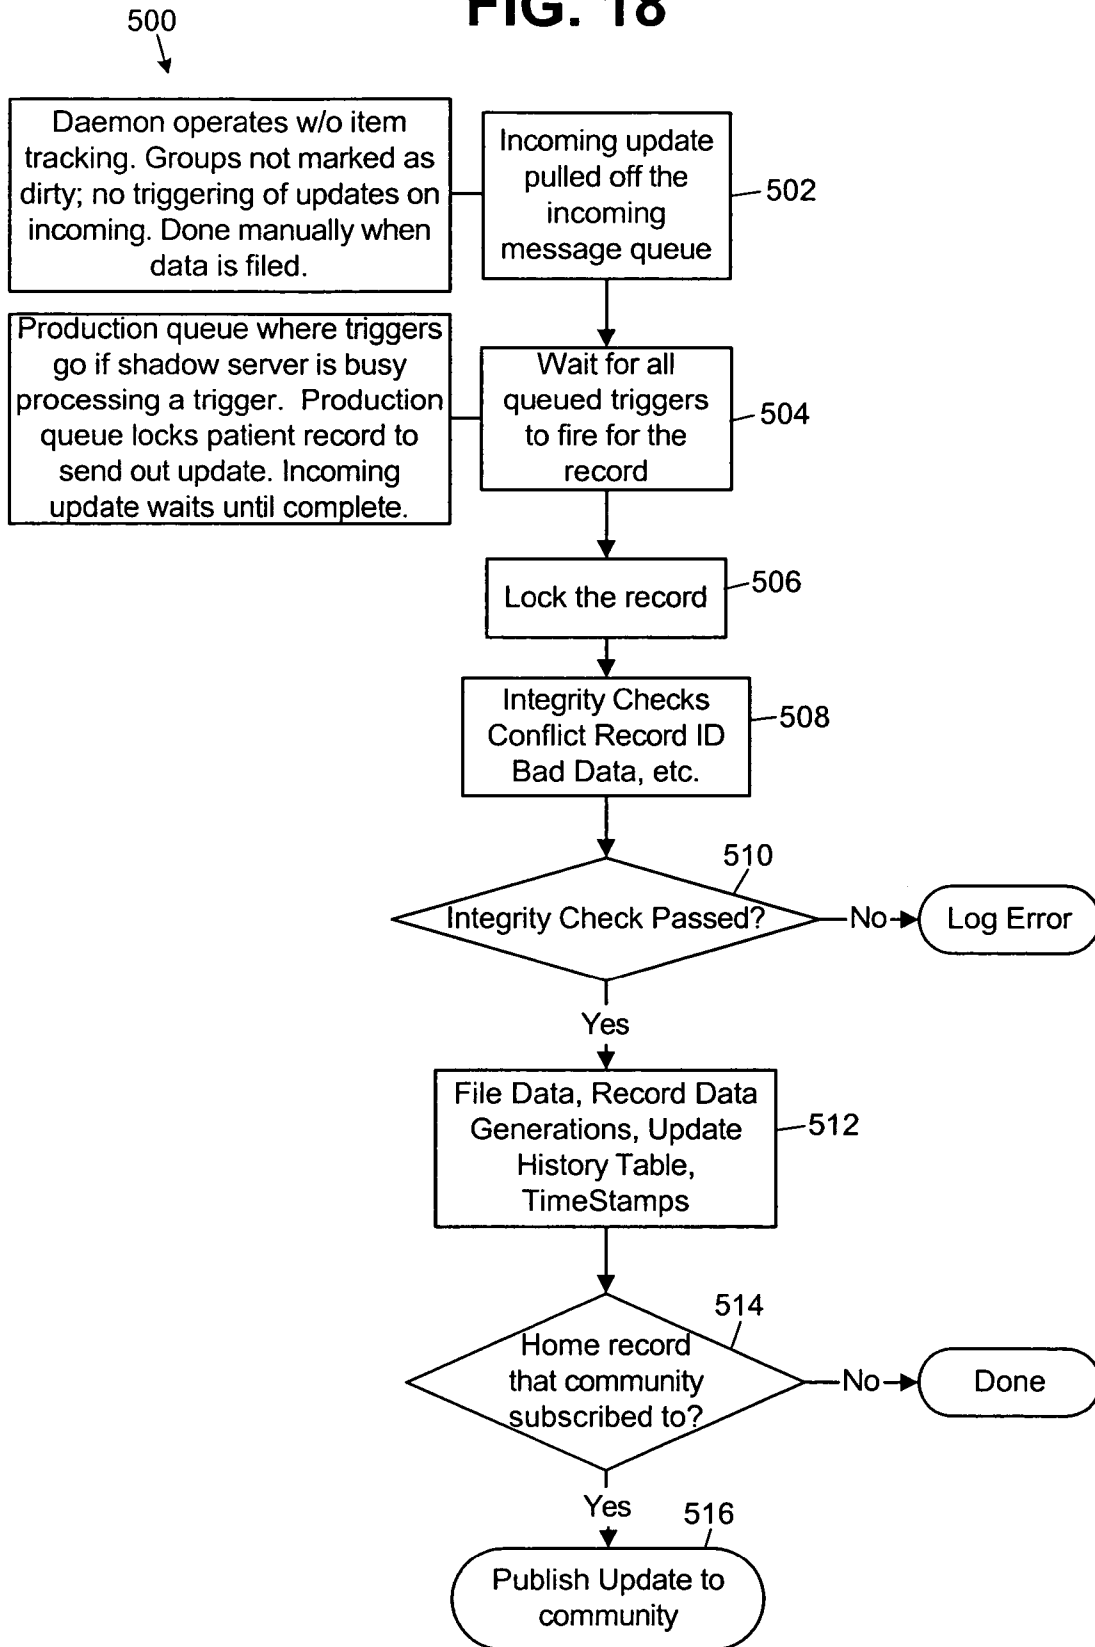 FIG. 18
500
Daemon operates w/o item
tracking. Groups not marked as
dirty; no triggering of updates on
incoming. Done manually when
data is filed.
Incoming update
pulled off the
incoming
message queue
502
Production queue where triggers
go if shadow server is busy
processing a trigger. Production
queue locks patient record to
send out update. Incoming
update waits until complete.
Wait for all
queued triggers
to fire for the
record
504
Lock the record
506
Integrity Checks
Conflict Record ID
Bad Data, etc.
508
510
Integrity Check Passed?
No
Log Error
Yes
File Data, Record Data
Generations, Update
History Table,
TimeStamps
512
514
Home record
that community
subscribed to?
No
Done
Yes
516
Publish Update to
community